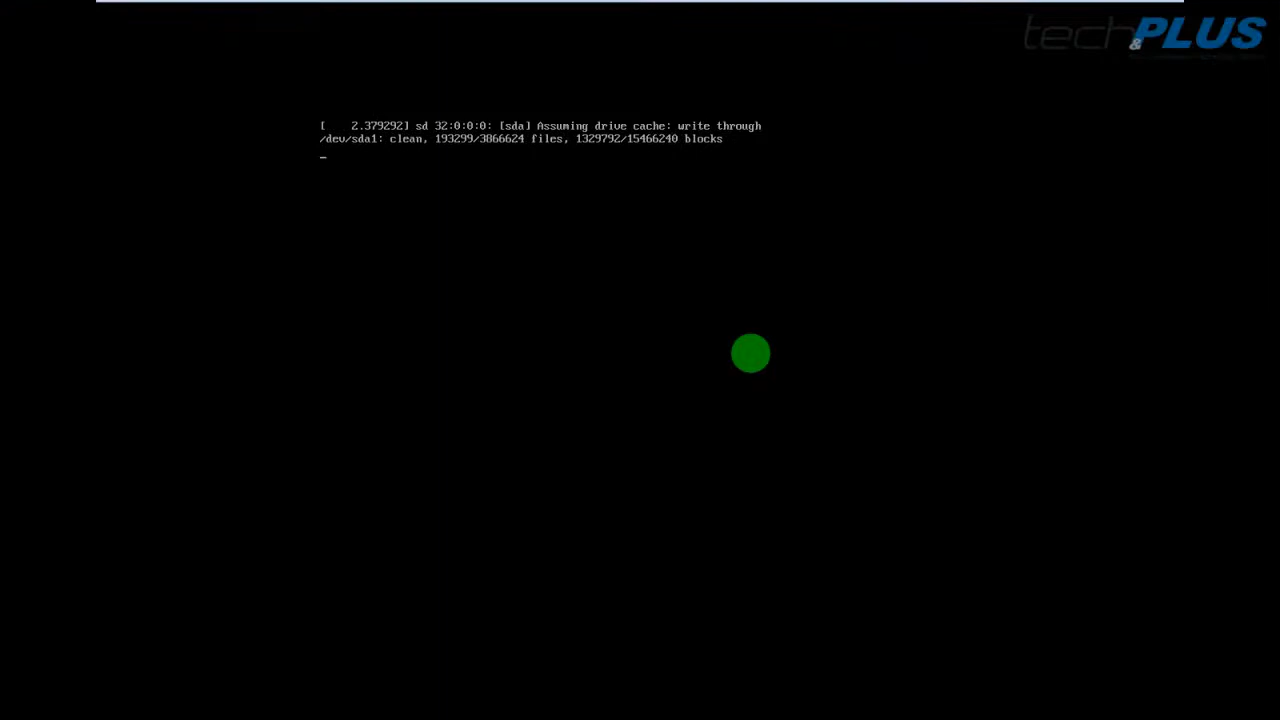 tech&PLUS
[    2.379292] sd 32:0:0:0: [sda] Assuming drive cache: write through
/dev/sda1: clean, 193299/3866624 files, 1329792/15466240 blocks
_